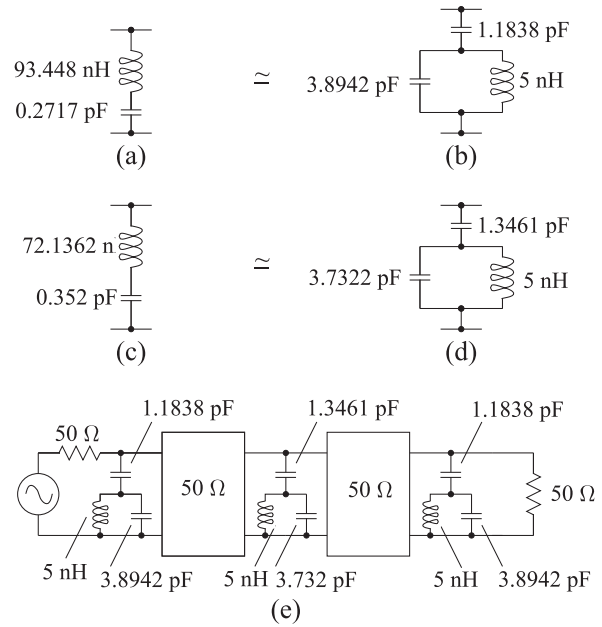 93.448 nH
0.2717 pF
(a)
≃
1.1838 pF
3.8942 pF
5 nH
(b)
72.1362 n
0.352 pF
(c)
≃
1.3461 pF
3.7322 pF
5 nH
(d)
1.1838 pF
1.3461 pF
1.1838 pF
50 Ω
50 Ω
50 Ω
50 Ω
5 nH
3.8942 pF
5 nH
3.732 pF
5 nH
3.8942 pF
(e)